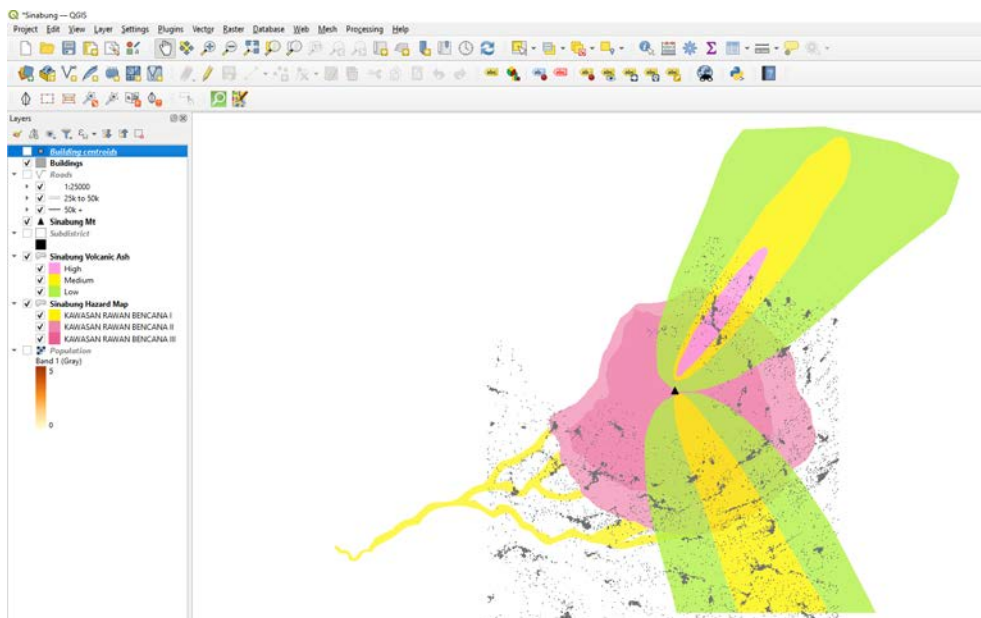 *Sinabung — QGIS
Project Edit View Layer Settings Plugins Vector Raster Database Web Mesh Processing Help
Layers
Building centroids
Buildings
Roads
1:25000
25k to 50k
50k +
Sinabung Mt
Subdistrict
Sinabung Volcanic Ash
High
Medium
Low
Sinabung Hazard Map
KAWASAN RAWAN BENCANA I
KAWASAN RAWAN BENCANA II
KAWASAN RAWAN BENCANA III
Population
Band 1 (Gray)
5
0